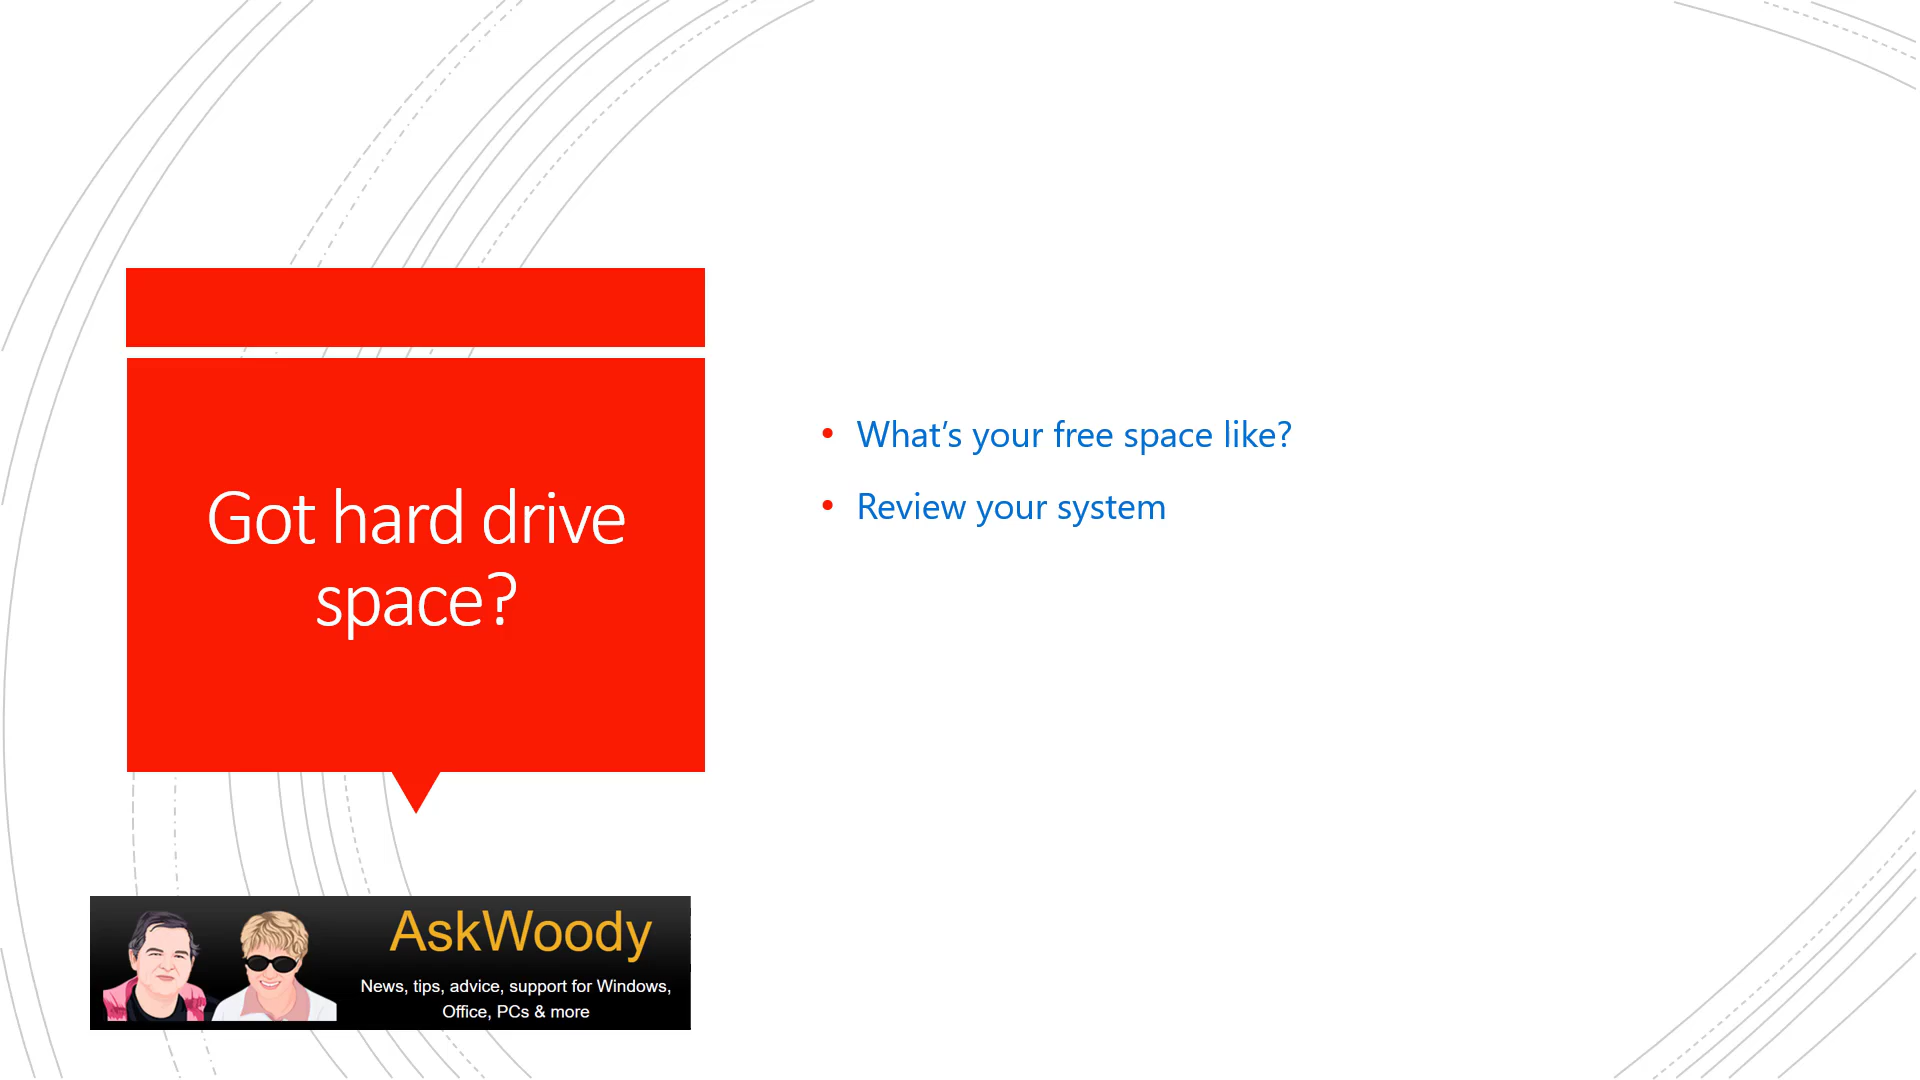 Got hard drive
space?
• What’s your free space like?
• Review your system
AskWoody
News, tips, advice, support for Windows,
Office, PCs & more